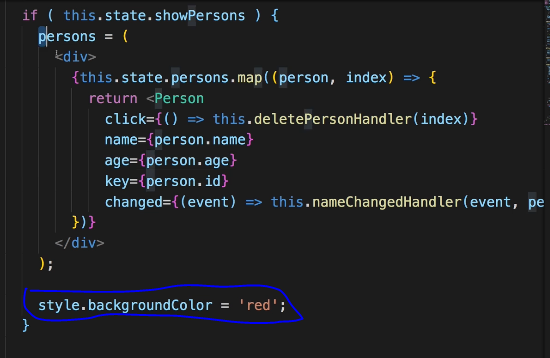 if ( this.state.showPersons ) {
persons = (
<div>
{this.state.persons.map((person, index) => {
return <Person
click={() => this.deletePersonHandler(index)}
name={person.name}
age={person.age}
key={person.id}
changed={(event) => this.nameChangedHandler(event, pe
})}
</div>
);
style.backgroundColor = 'red';
}